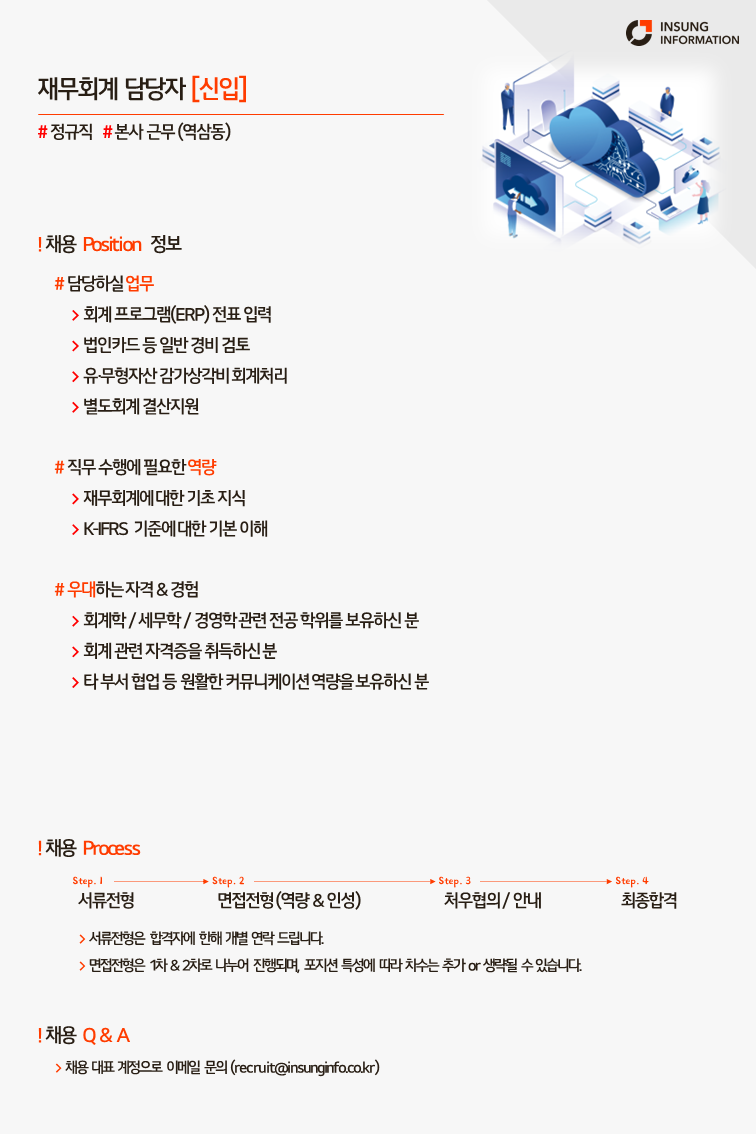 INSUNG
INFORMATION
재무회계 담당자 [신입]
# 정규직 # 본사 근무 (역삼동)
! 채용 Position 정보
# 담당하실 업무
> 회계 프로그램(ERP) 전표 입력
> 법인카드 등 일반 경비 검토
> 유·무형자산 감가상각비 회계처리
> 별도회계 결산지원
# 직무 수행에 필요한 역량
> 재무회계에 대한 기초 지식
> K-IFRS 기준에 대한 기본 이해
# 우대하는 자격 & 경험
> 회계학 / 세무학 / 경영학 관련 전공 학위를 보유하신 분
> 회계 관련 자격증을 취득하신 분
> 타 부서 협업 등 원활한 커뮤니케이션 역량을 보유하신 분
! 채용 Process
Step. 1 Step. 2 Step. 3 Step. 4
서류전형 면접전형 (역량 & 인성) 처우협의 / 안내 최종합격
> 서류전형은 합격자에 한해 개별 연락 드립니다.
> 면접전형은 1차 & 2차로 나누어 진행되며, 포지션 특성에 따라 차수는 추가 or 생략될 수 있습니다.
! 채용 Q & A
> 채용 대표 계정으로 이메일 문의 (recruit@insunginfo.co.kr)